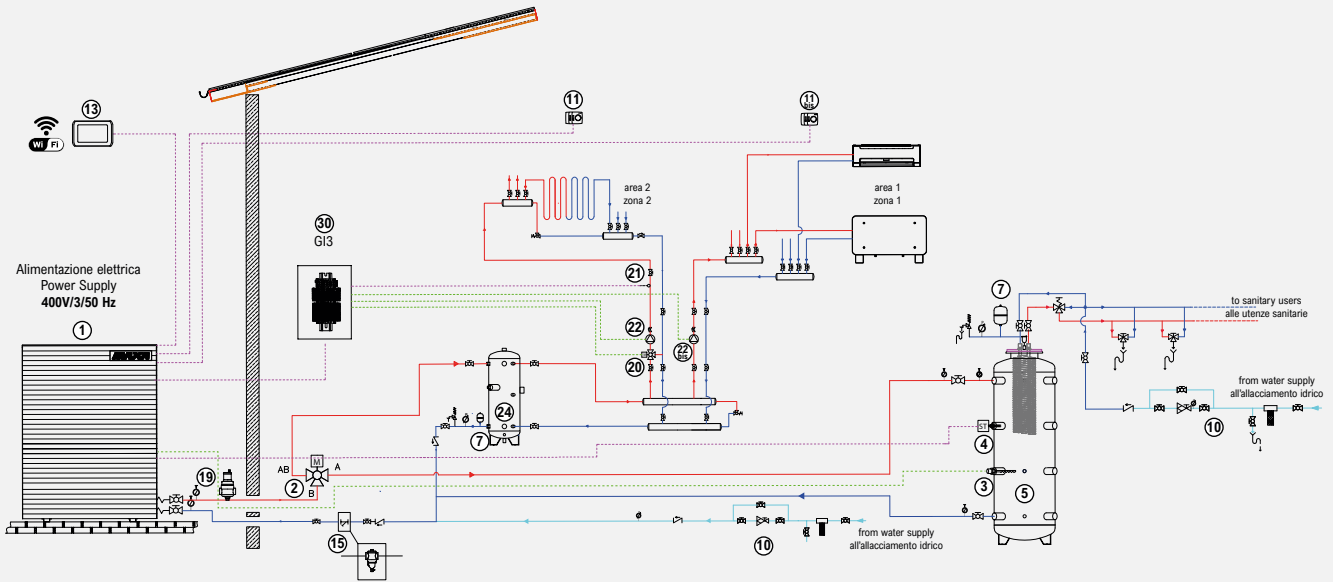 13
Wi Fi
11
11
bis
area 2
zona 2
area 1
zona 1
30
GI3
Alimentazione elettrica
Power Supply
400V/3/50 Hz
1
21
22
22
bis
20
7
to sanitary users
alle utenze sanitarie
from water supply
all'allacciamento idrico
10
24
7
ST
4
3
5
M
AB
A
B
2
19
15
10
from water supply
all'allacciamento idrico